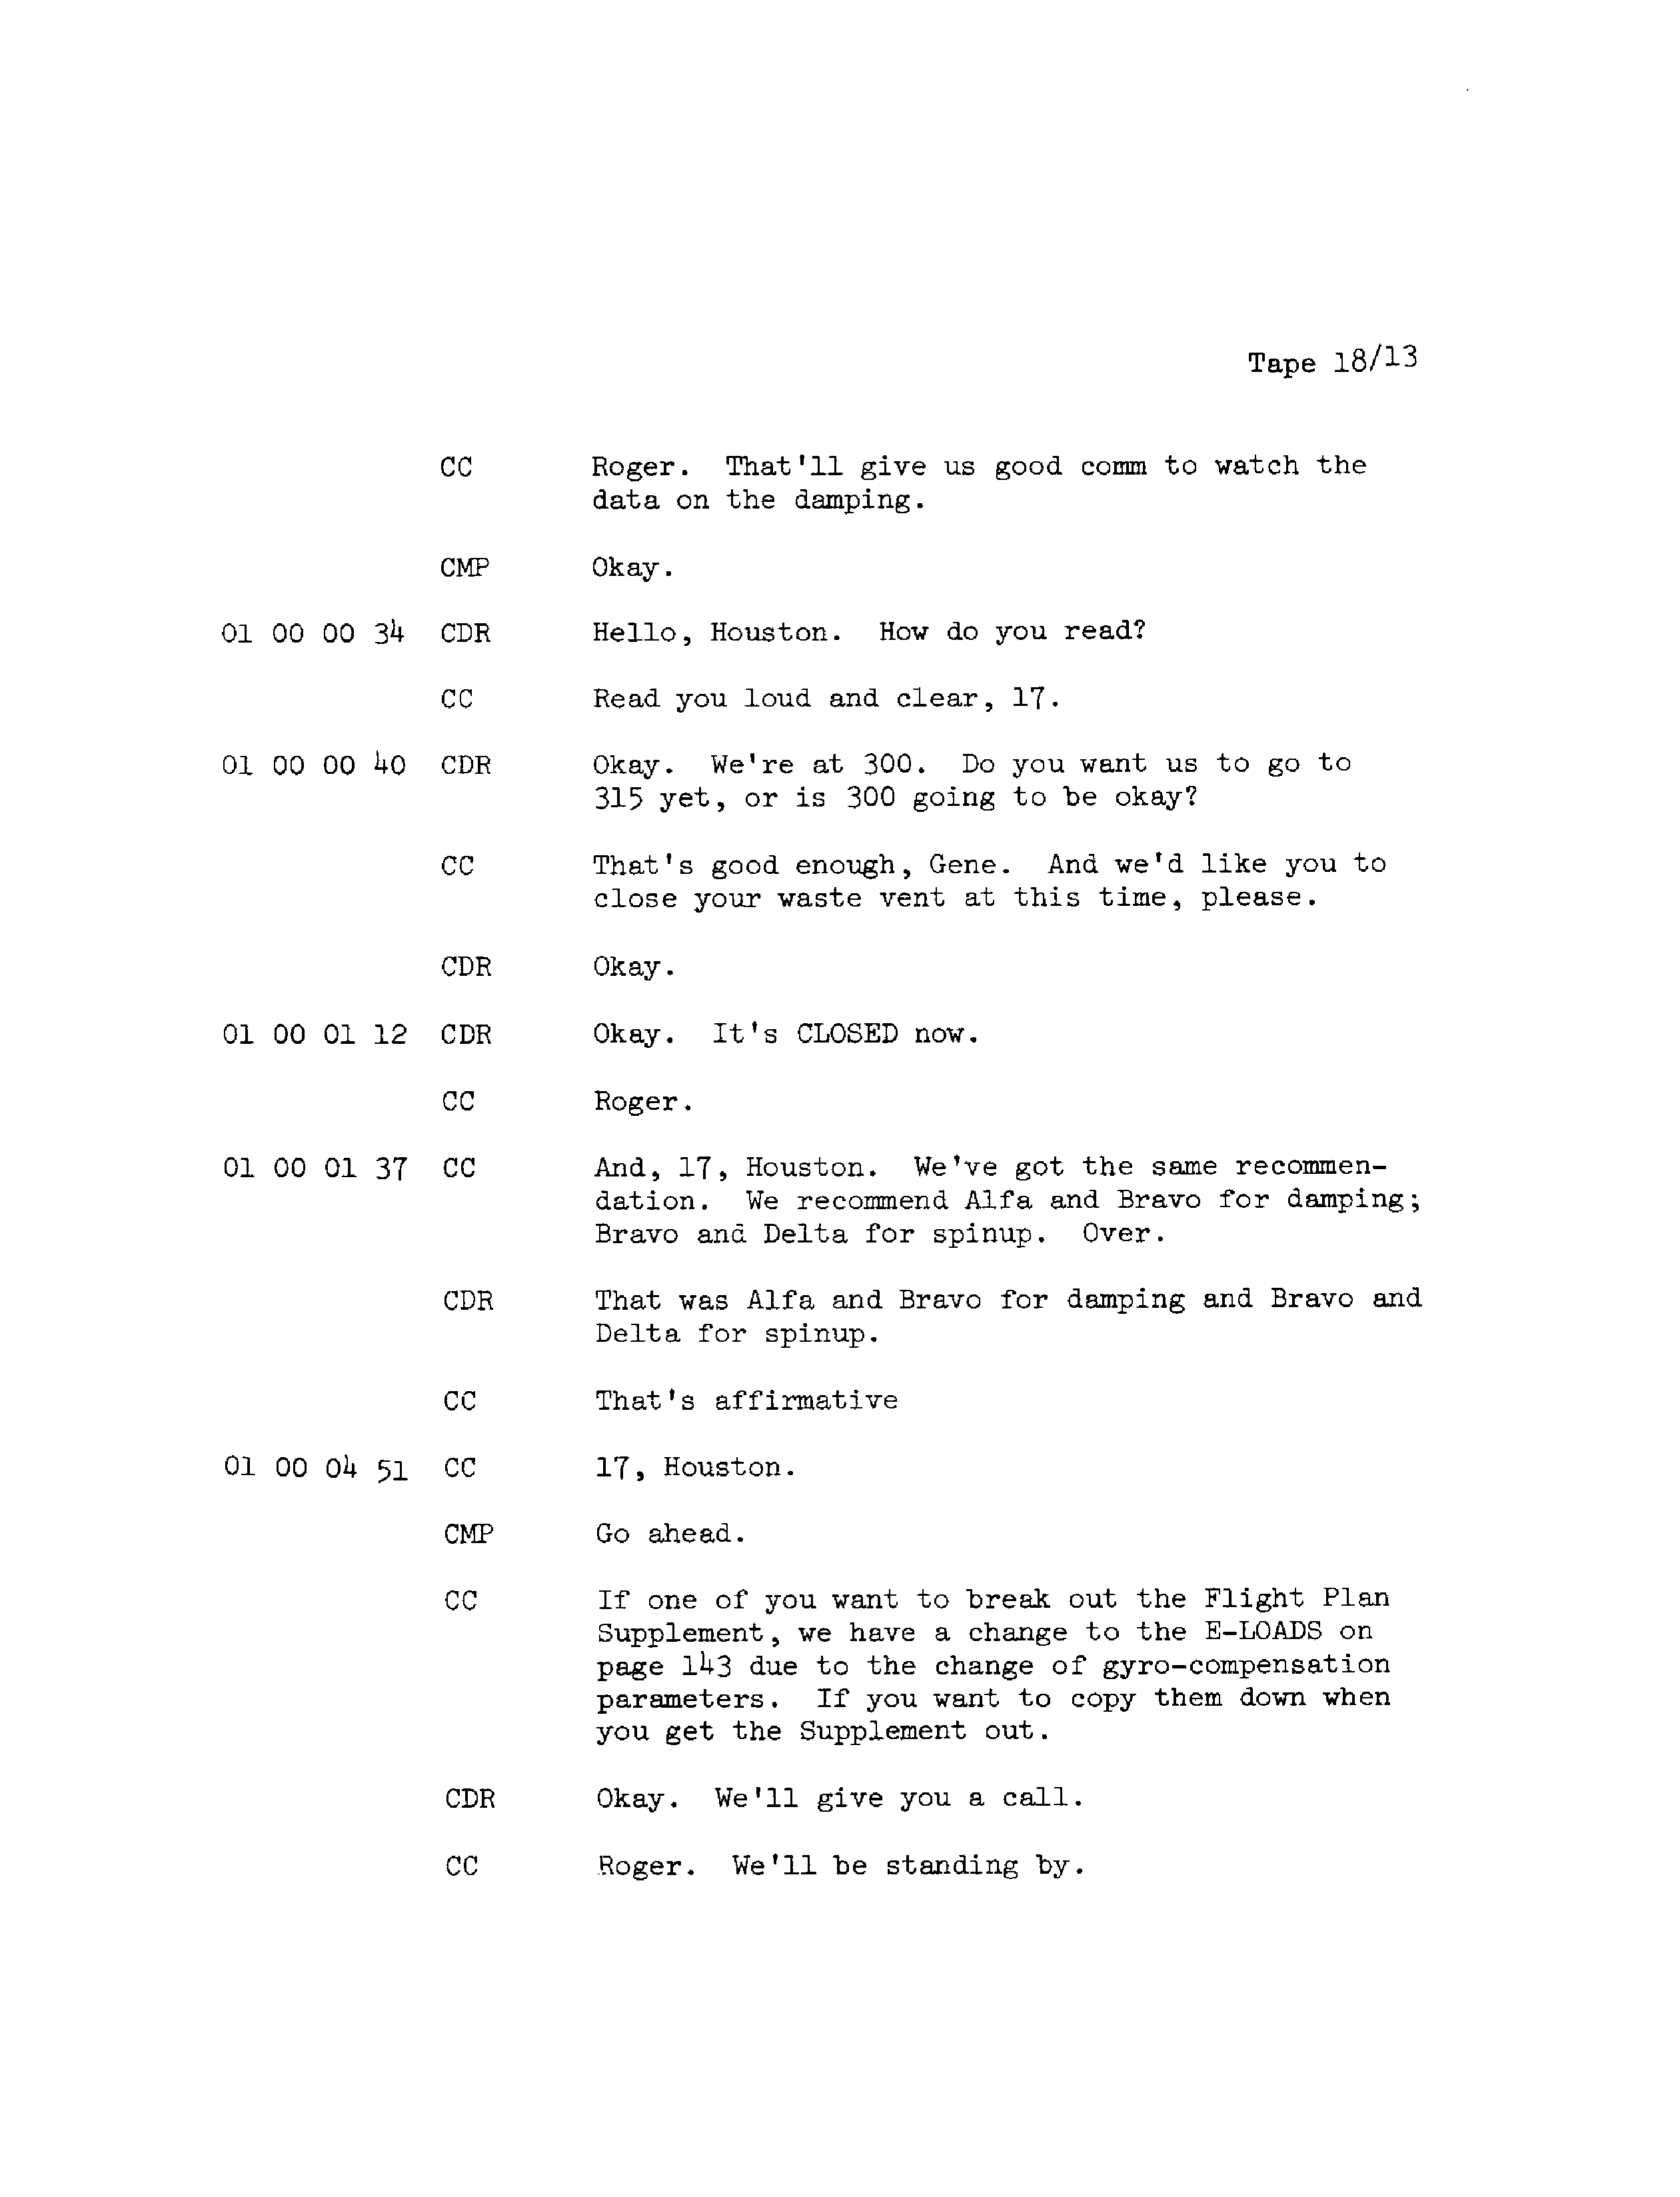 Tape 18/13
CC Roger. That'll give us good comm to watch the
data on the damping.
CMP Okay.
01 00 00 34 CDR Hello, Houston. How do you read?
CC Read you loud and clear, 17.
01 00 00 40 CDR Okay. We're at 300. Do you want us to go to
315 yet, or is 300 going to be okay?
CC That's good enough, Gene. And we'd like you to
close your waste vent at this time, please.
CDR Okay.
01 00 01 12 CDR Okay. It's CLOSED now.
CC Roger.
01 00 01 37 CC And, 17, Houston. We've got the same recommen-
dation. We recommend Alfa and Bravo for damping;
Bravo and Delta for spinup. Over.
CDR That was Alfa and Bravo for damping and Bravo and
Delta for spinup.
CC That's affirmative
01 00 04 51 CC 17, Houston.
CMP Go ahead.
CC If one of you want to break out the Flight Plan
Supplement, we have a change to the E-LOADS on
page 143 due to the change of gyro-compensation
parameters. If you want to copy them down when
you get the Supplement out.
CDR Okay. We'll give you a call.
CC Roger. We'll be standing by.